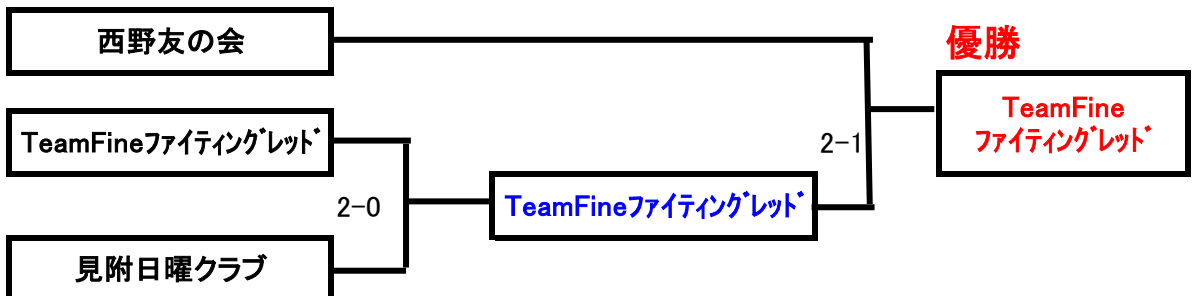 西野友の会
優勝
TeamFine
ファイティングレッド
TeamFineファイティングレッド
2-1
2-0
TeamFineファイティングレッド
見附日曜クラブ